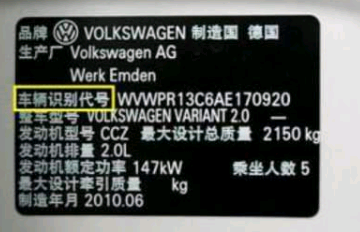 品牌 VOLKSWAGEN 制造国 德国
生产厂 Volkswagen AG
Werk Emden
车辆识别代号 WVWPR13C6AE170920
整车型号 VOLKSWAGEN VARIANT 2.0 —
发动机型号 CCZ 最大设计总质量 2150 kg
发动机排量 2.0L
发动机额定功率 147kW 乘坐人数 5
最大设计牵引质量 kg
制造年月 2010.06